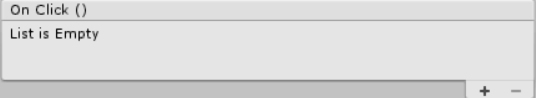 On Click ()
List is Empty
+ −